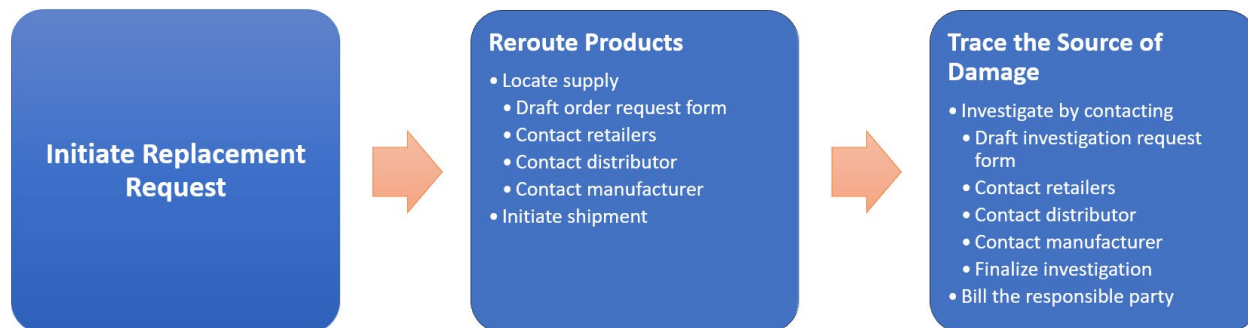 Initiate Replacement
Request
Reroute Products
• Locate supply
• Draft order request form
• Contact retailers
• Contact distributor
• Contact manufacturer
• Initiate shipment
Trace the Source of
Damage
• Investigate by contacting
• Draft investigation request
form
• Contact retailers
• Contact distributor
• Contact manufacturer
• Finalize investigation
• Bill the responsible party